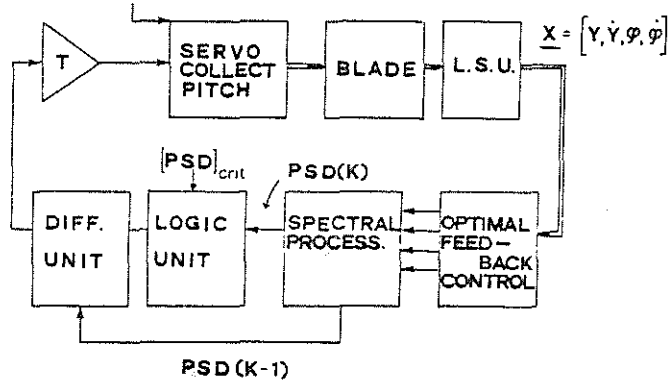 X = [Y, Ẏ, φ, φ̇]
T
SERVO
COLLECT
PITCH
BLADE
L.S.U.
[PSD]crit
PSD(K)
DIFF.
UNIT
LOGIC
UNIT
SPECTRAL
PROCESS.
OPTIMAL
FEED—
BACK
CONTROL
PSD(K-1)